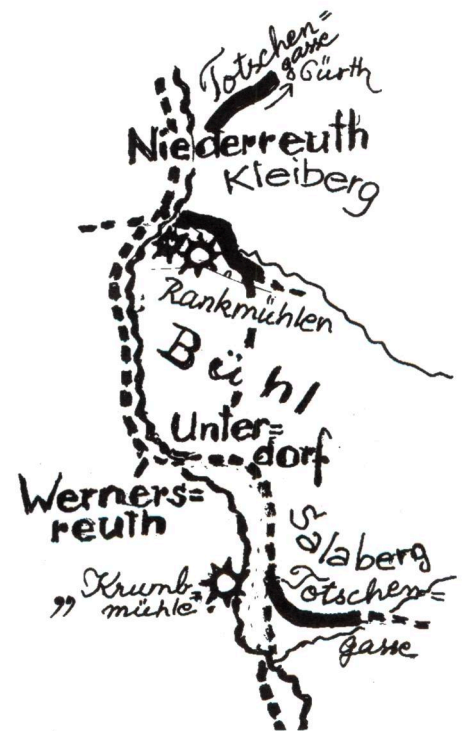 Totschen=
gasse
Gürth
Niederreuth
Kleiberg
Rankmühlen
Bühl
Unter=
dorf
Werners=
reuth
Salaberg
„Krumb-
mühle"
Totschen=
gasse